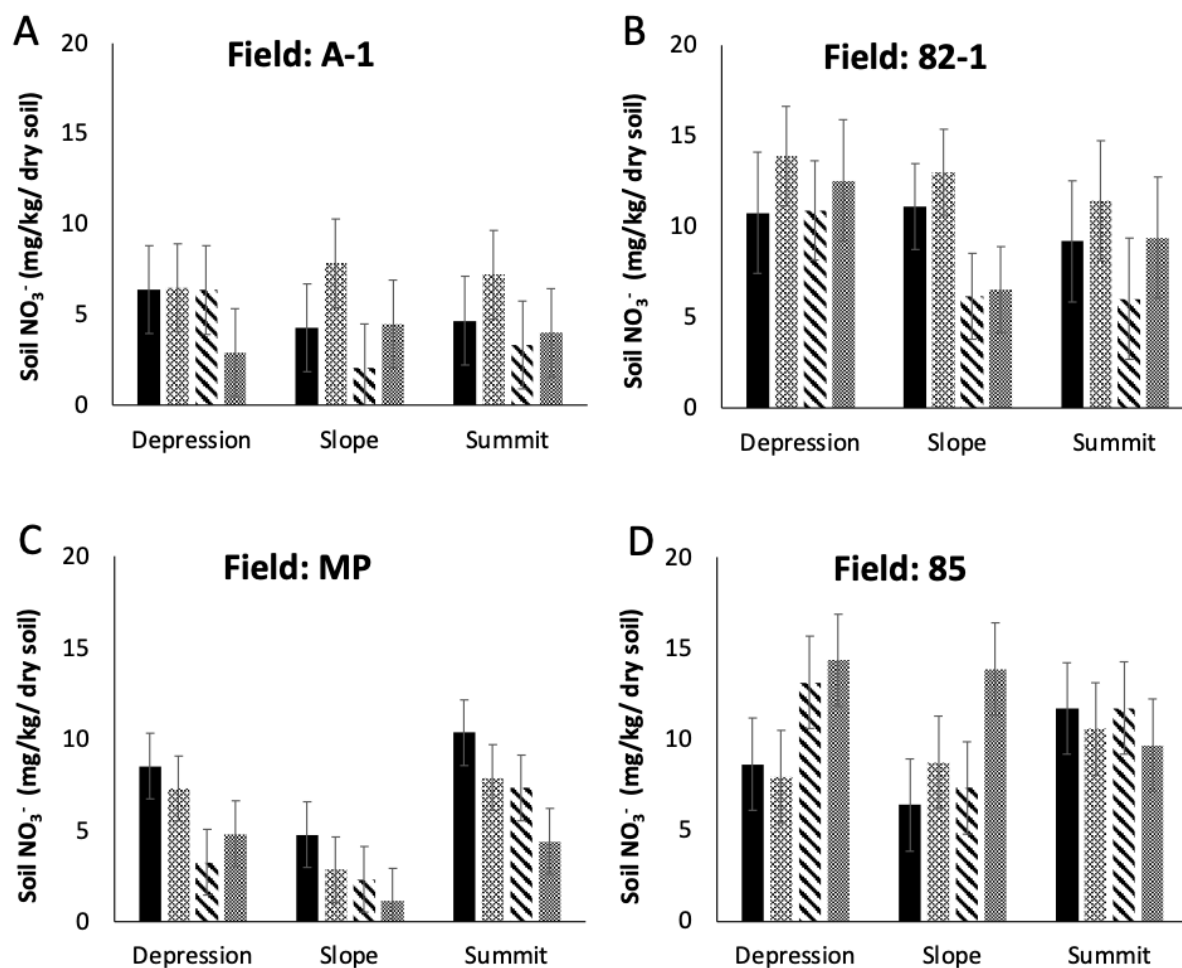 A
Field: A-1
Soil NO₃⁻ (mg/kg/ dry soil)
20
15
10
5
0
Depression Slope Summit
B
Field: 82-1
Soil NO₃⁻ (mg/kg/ dry soil)
20
15
10
5
0
Depression Slope Summit
C
Field: MP
Soil NO₃⁻ (mg/kg/ dry soil)
20
15
10
5
0
Depression Slope Summit
D
Field: 85
Soil NO₃⁻ (mg/kg/ dry soil)
20
15
10
5
0
Depression Slope Summit